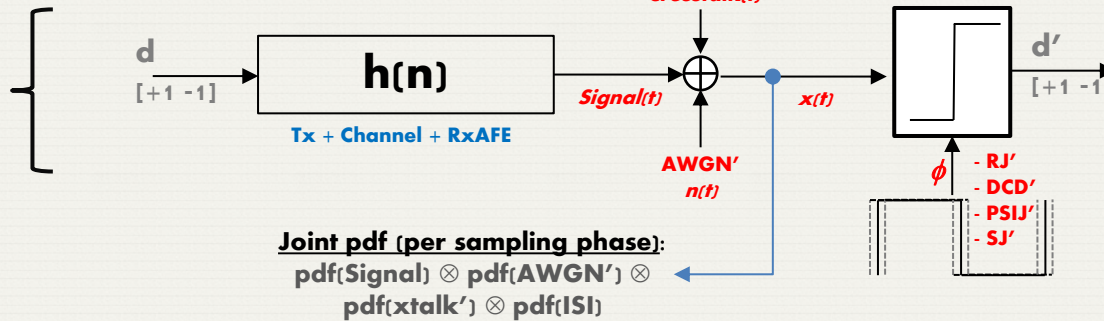 d
[+1 -1]
h(n)
Tx + Channel + RxAFE
Signal(t)
AWGN'
n(t)
x(t)
d'
[+1 -1
ϕ
- RJ'
- DCD'
- PSIJ'
- SJ'
Joint pdf (per sampling phase):
pdf(Signal) ⊗ pdf(AWGN') ⊗
pdf(xtalk') ⊗ pdf(ISI)